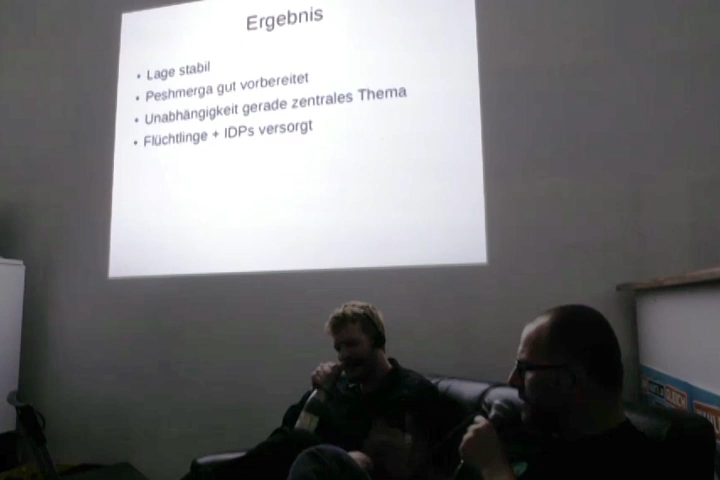 Ergebnis
• Lage stabil
• Peshmerga gut vorbereitet
• Unabhängigkeit gerade zentrales Thema
• Flüchtlinge + IDPs versorgt